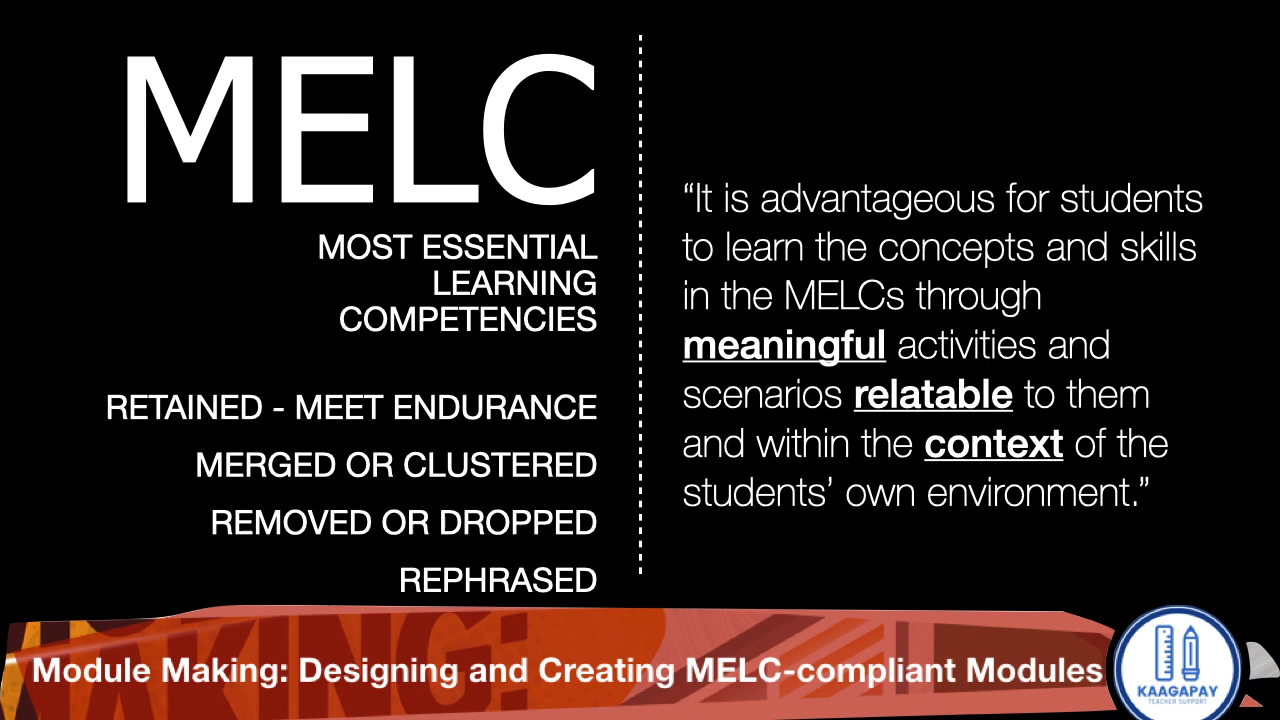 MELC
MOST ESSENTIAL
LEARNING
COMPETENCIES
RETAINED - MEET ENDURANCE
MERGED OR CLUSTERED
REMOVED OR DROPPED
REPHRASED
“It is advantageous for students
to learn the concepts and skills
in the MELCs through
meaningful activities and
scenarios relatable to them
and within the context of the
students’ own environment.”
Module Making: Designing and Creating MELC-compliant Modules
KAAGAPAY
TEACHER SUPPORT